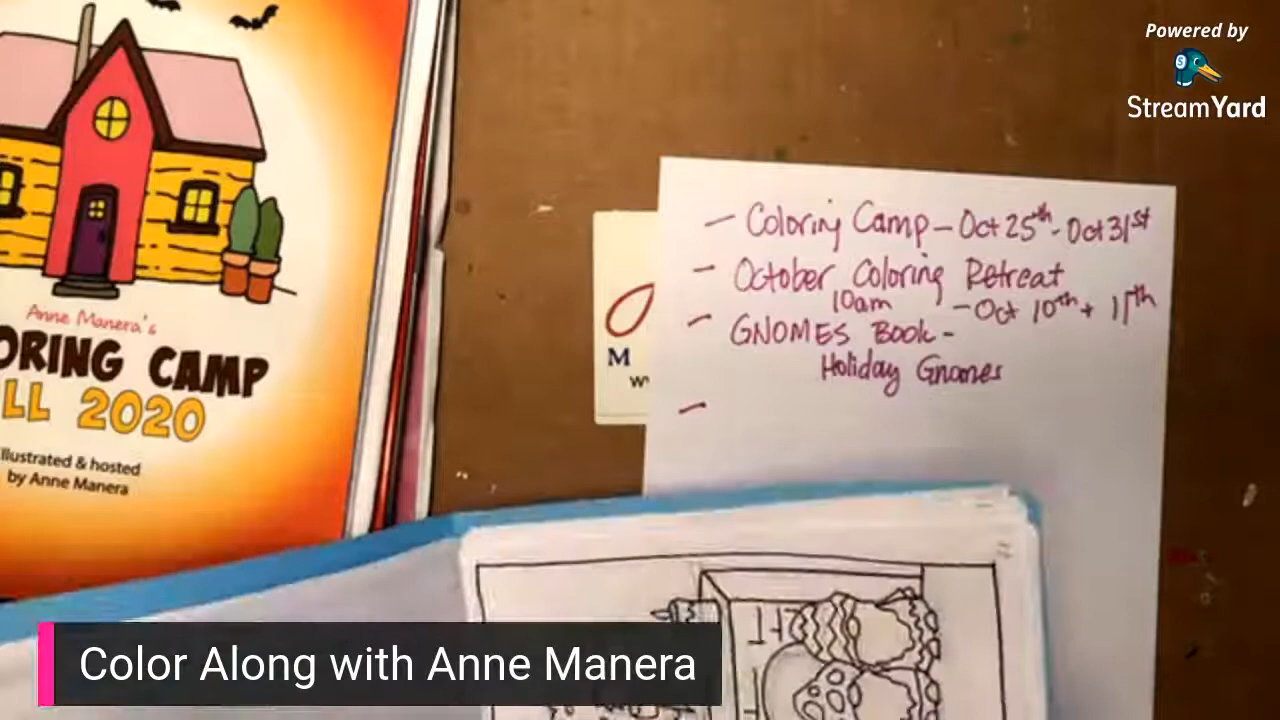 Powered by
StreamYard
Anne Manera's
ORING CAMP
LL 2020
llustrated & hosted
by Anne Manera
M
- Coloring Camp - Oct 25th - Oct 31st
- October Coloring Retreat
10am - Oct 10th + 11th
- GNOMES Book -
Holiday Gnomes
-
Color Along with Anne Manera